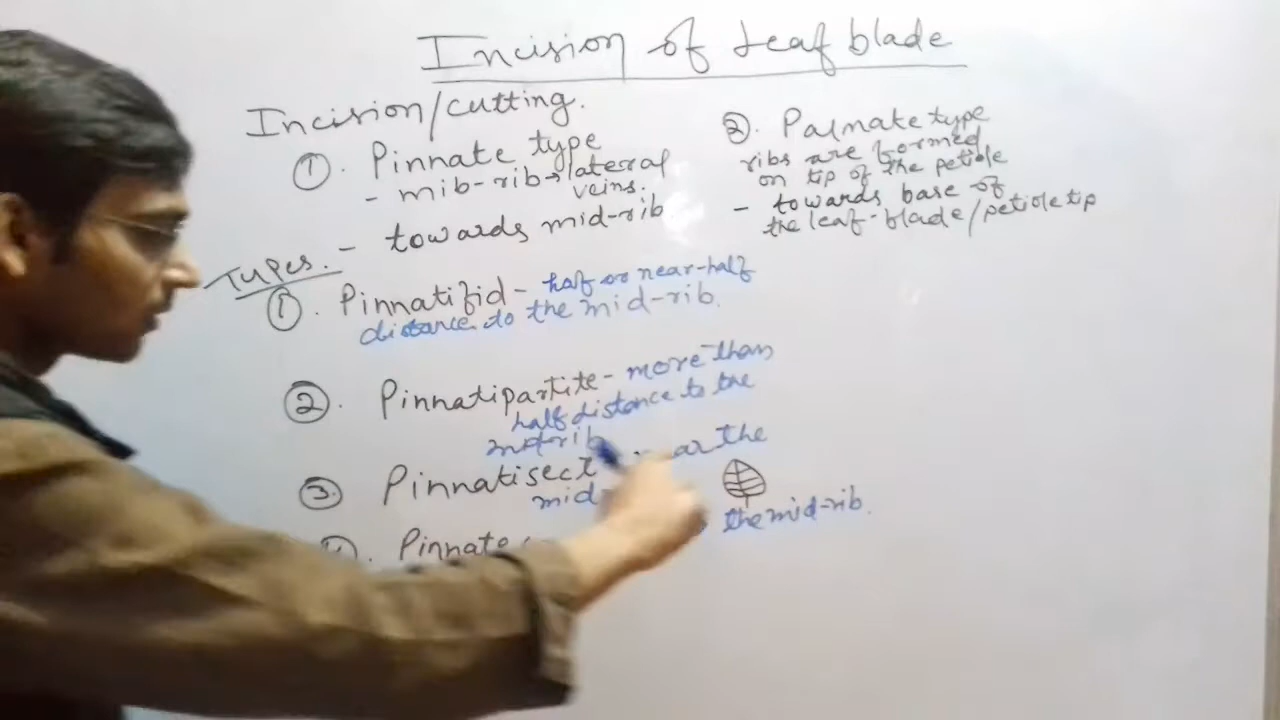 Incision of Leaf blade
Incision/cutting.
①. Pinnate type
- mib-rib→lateral
veins.
- towards mid-rib
②. Palmate type
ribs are formed
on tip of the petiole
- towards base of
the leaf-blade/petiole tip
Types.
①. Pinnatifid - haf or near-half
distance to the mid-rib.
②. Pinnatipartite - more than
half distance to the
midrib
③. Pinnatisect the
mid
the mid-rib.
Pinnate